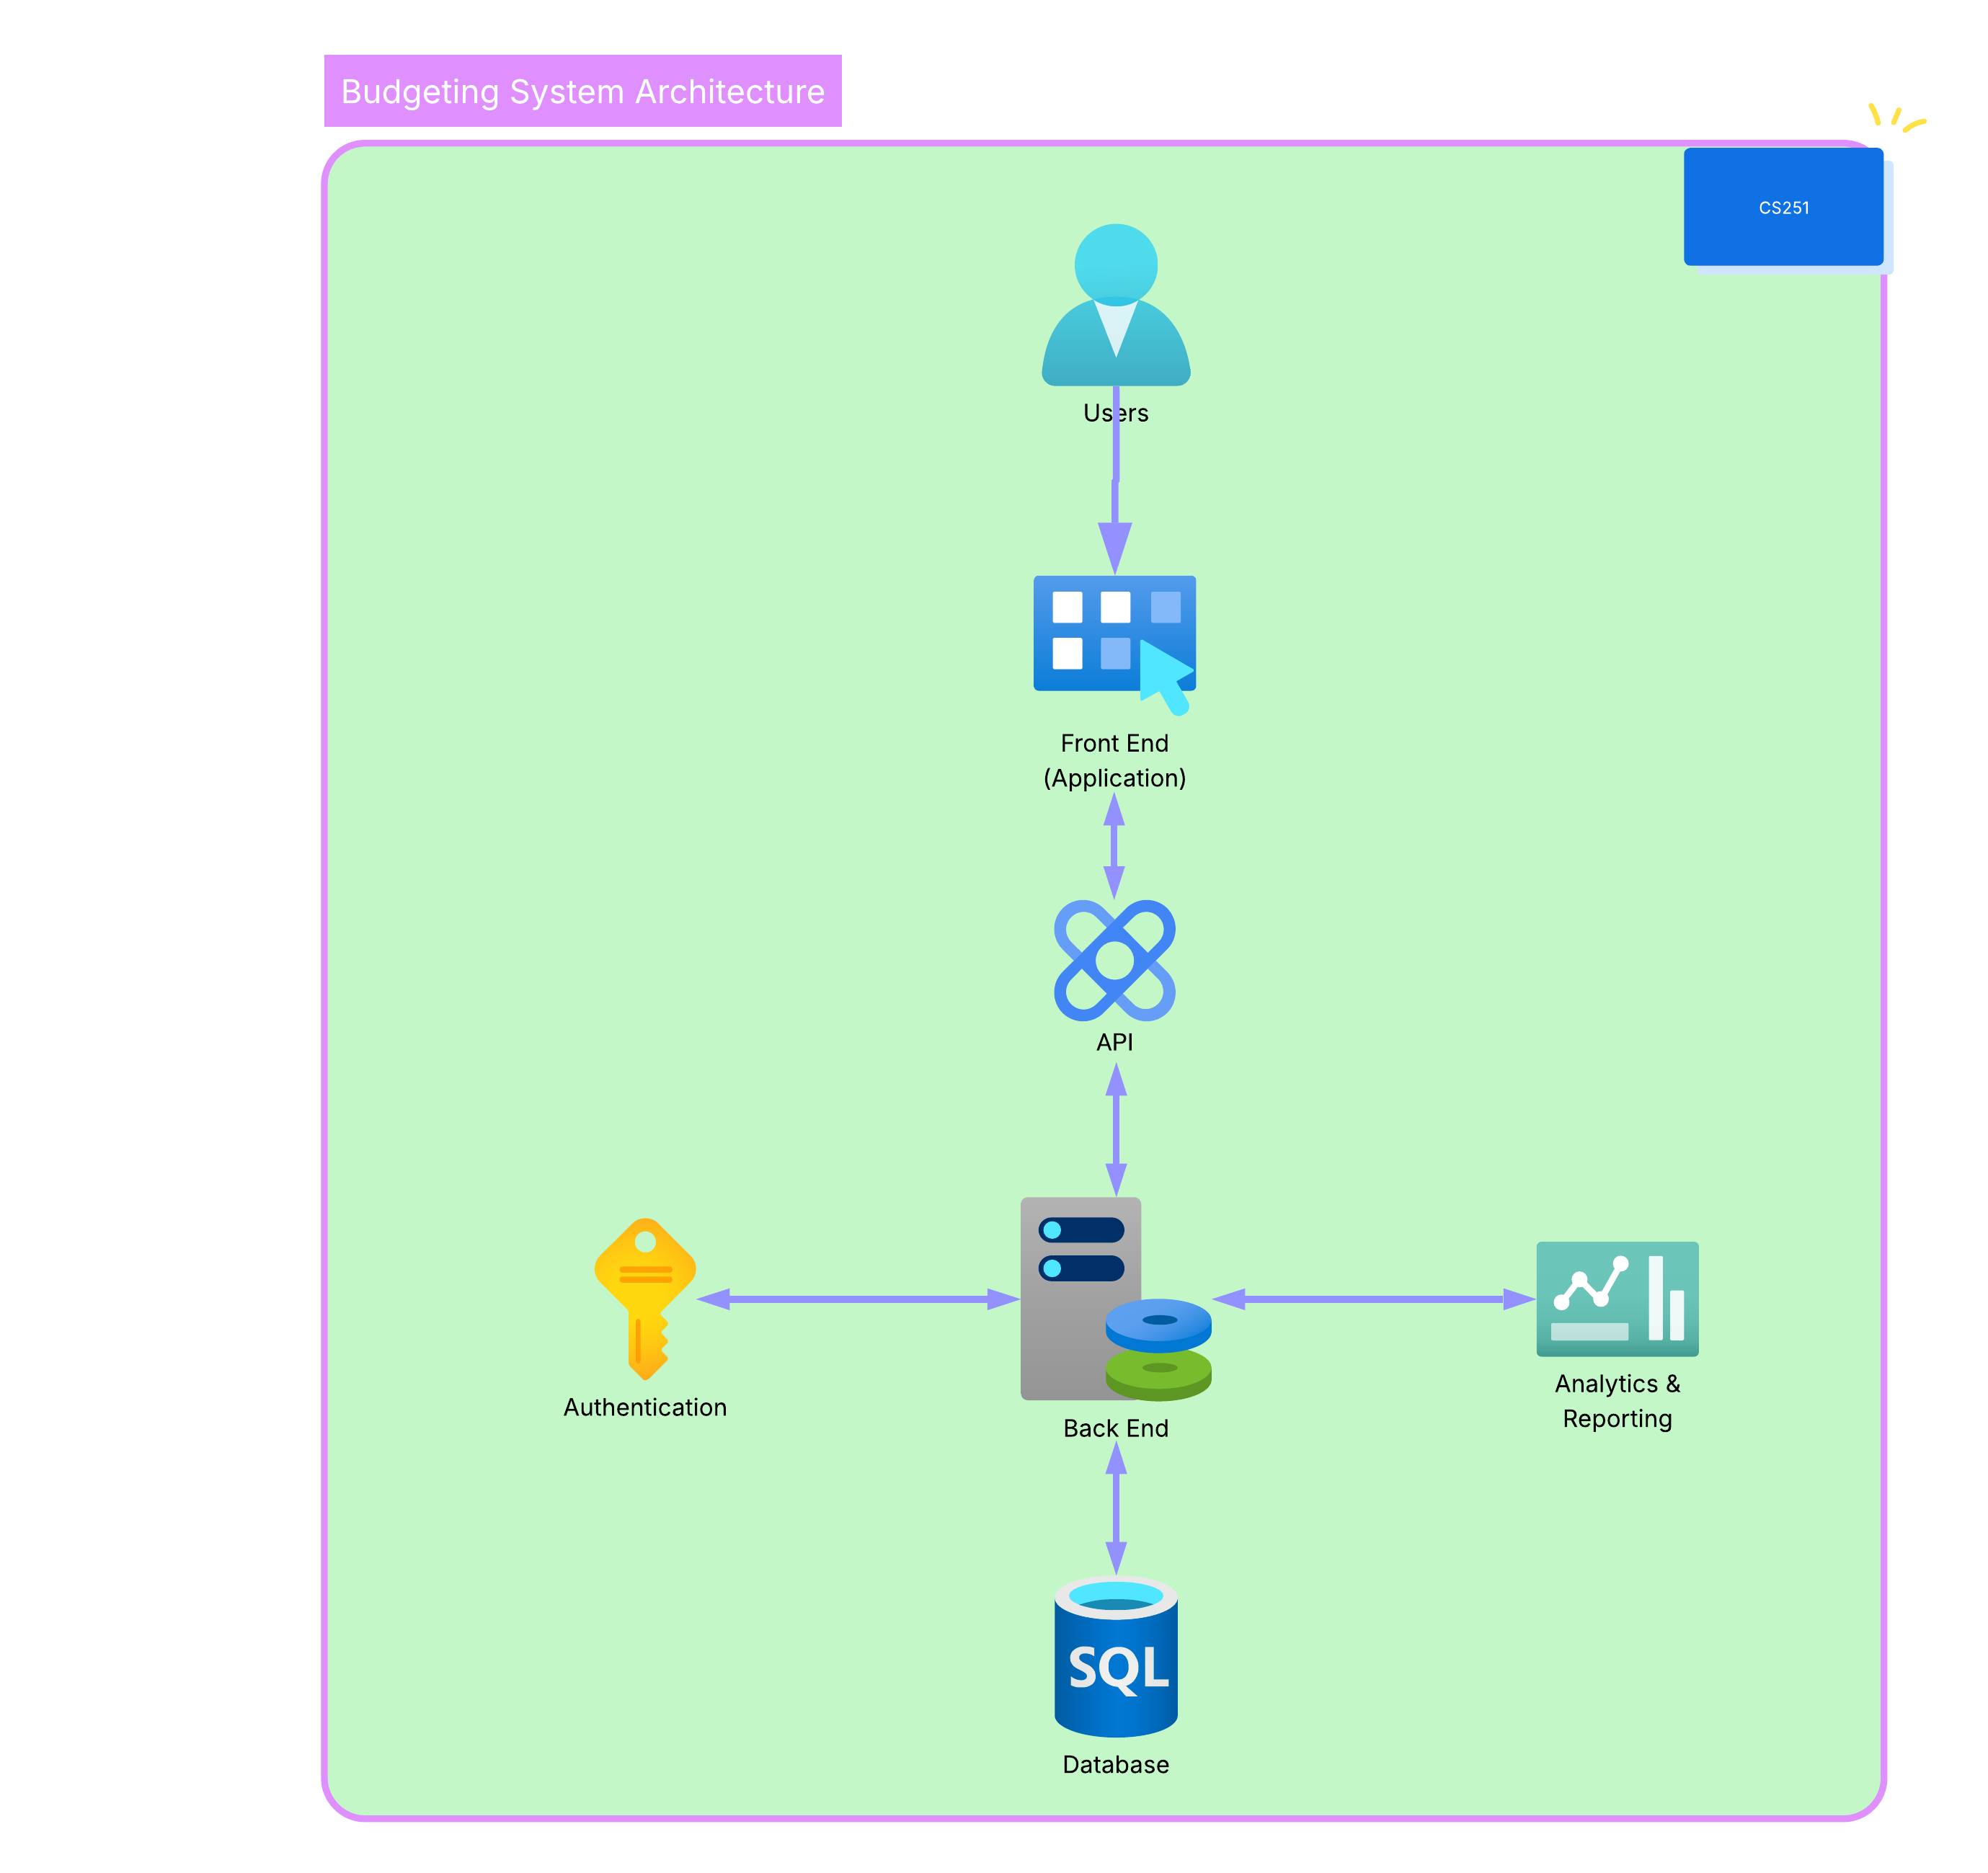 Budgeting System Architecture
CS251
Users
Front End
(Application)
API
Authentication
Back End
Analytics &
Reporting
SQL
Database